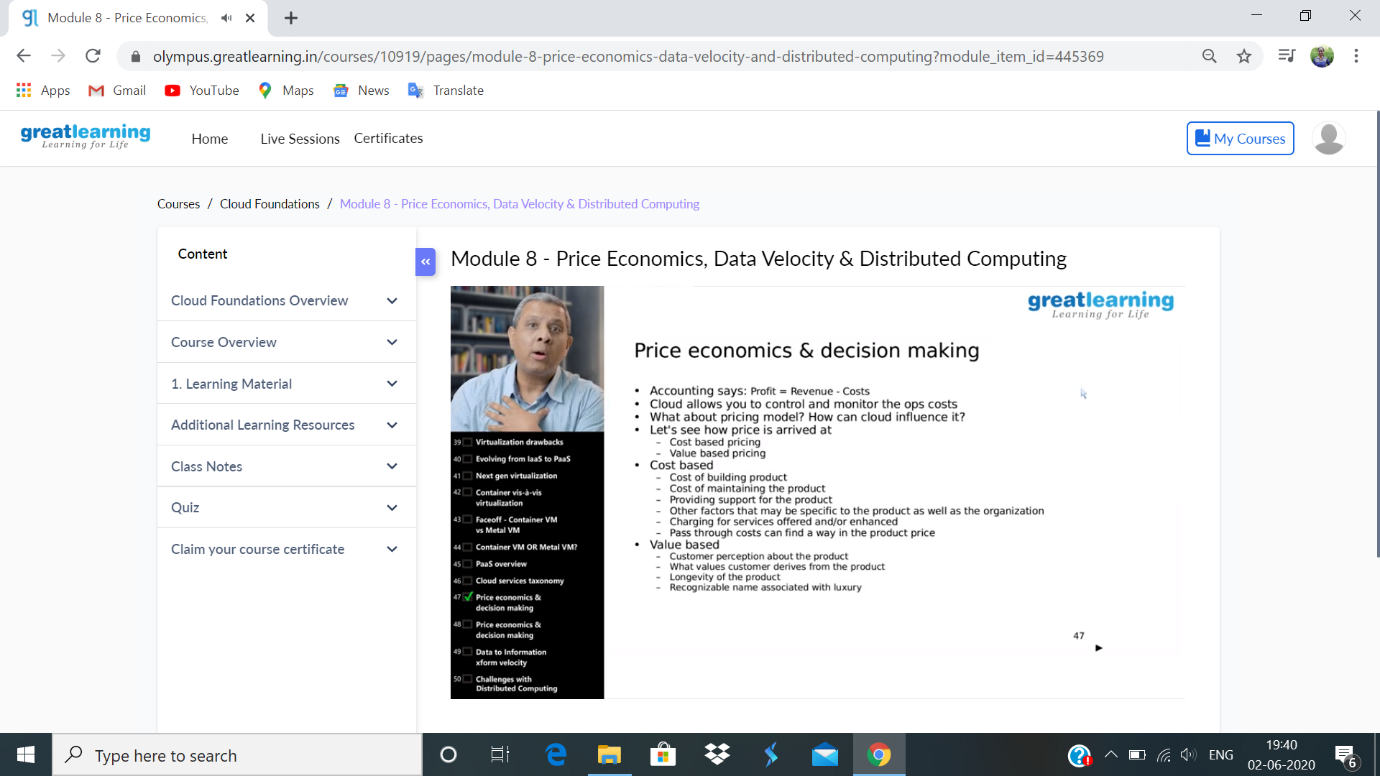 Module 8 - Price Economics,
olympus.greatlearning.in/courses/10919/pages/module-8-price-economics-data-velocity-and-distributed-computing?module_item_id=445369
Apps Gmail YouTube Maps News Translate
greatlearning
Learning for Life
Home Live Sessions Certificates
My Courses
Courses / Cloud Foundations / Module 8 - Price Economics, Data Velocity & Distributed Computing
Content
Cloud Foundations Overview
Course Overview
1. Learning Material
Additional Learning Resources
Class Notes
Quiz
Claim your course certificate
Module 8 - Price Economics, Data Velocity & Distributed Computing
greatlearning
Learning for Life
Price economics & decision making
• Accounting says: Profit = Revenue - Costs
• Cloud allows you to control and monitor the ops costs
• What about pricing model? How can cloud influence it?
• Let's see how price is arrived at
– Cost based pricing
– Value based pricing
• Cost based
– Cost of building product
– Cost of maintaining the product
– Providing support for the product
– Other factors that may be specific to the product as well as the organization
– Charging for services offered and/or enhanced
– Pass through costs can find a way in the product price
• Value based
– Customer perception about the product
– What values customer derives from the product
– Longevity of the product
– Recognizable name associated with luxury
47
39 Virtualization drawbacks
40 Evolving from IaaS to PaaS
41 Next gen virtualization
42 Container vis-à-vis
virtualization
43 Faceoff - Container VM
vs Metal VM
44 Container VM OR Metal VM?
45 PaaS overview
46 Cloud services taxonomy
47 Price economics &
decision making
48 Price economics &
decision making
49 Data to Information
xform velocity
50 Challenges with
Distributed Computing
Type here to search
ENG
19:40
02-06-2020
6